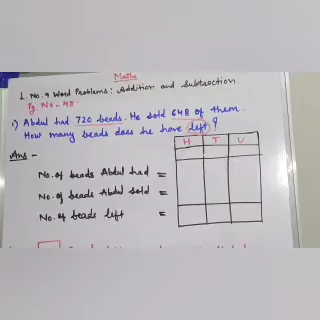 Maths
L. No. 9 Word Problems: Addition and Subtraction.
Pg. No - 48.
1) Abdul had 720 beads. He sold 648 of them.
How many beads does he have left?
Ans -
H T U
No. of beads Abdul had =
No. of beads Abdul sold =
No. of beads left =